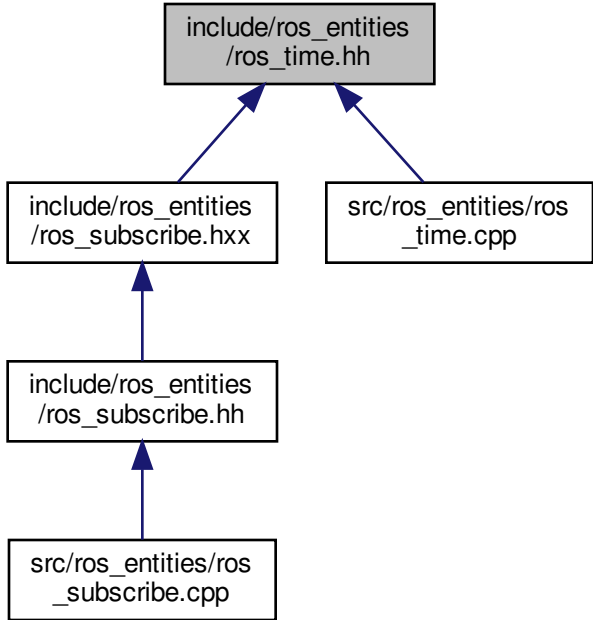 include/ros_entities
/ros_time.hh
include/ros_entities
/ros_subscribe.hxx
src/ros_entities/ros
_time.cpp
include/ros_entities
/ros_subscribe.hh
src/ros_entities/ros
_subscribe.cpp